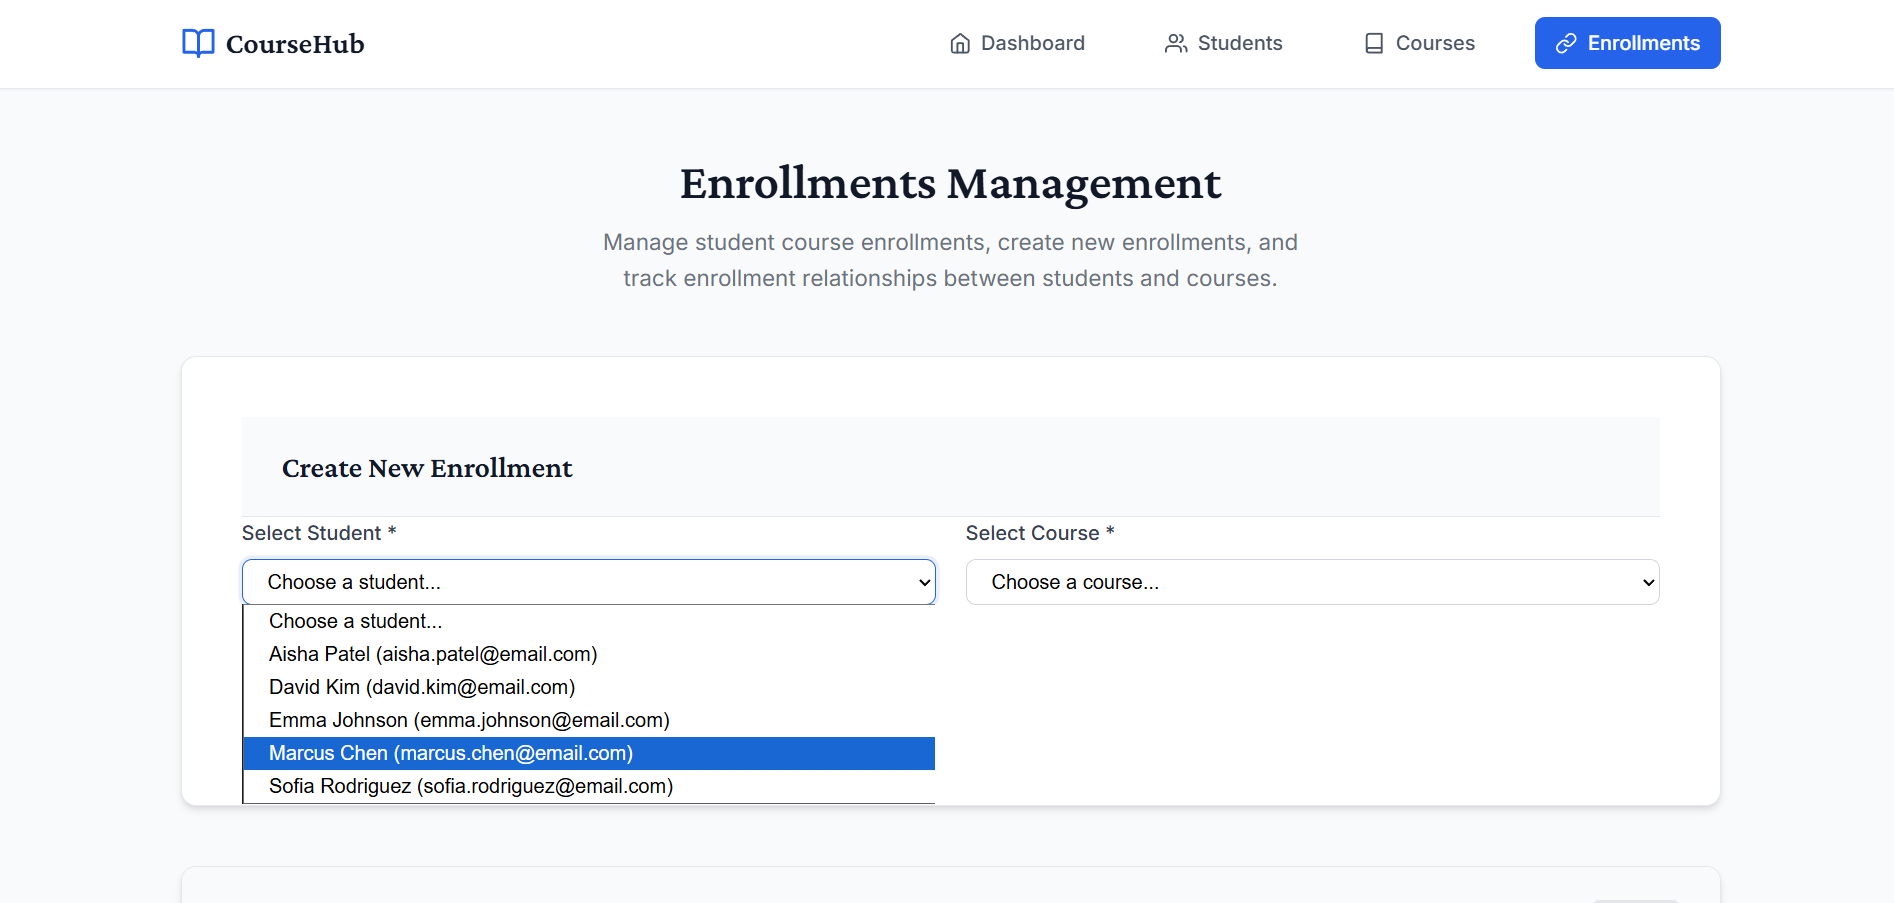 CourseHub
Dashboard
Students
Courses
Enrollments
Enrollments Management
Manage student course enrollments, create new enrollments, and
track enrollment relationships between students and courses.
Create New Enrollment
Select Student *
Select Course *
Choose a student...
Choose a course...
Choose a student...
Aisha Patel (aisha.patel@email.com)
David Kim (david.kim@email.com)
Emma Johnson (emma.johnson@email.com)
Marcus Chen (marcus.chen@email.com)
Sofia Rodriguez (sofia.rodriguez@email.com)